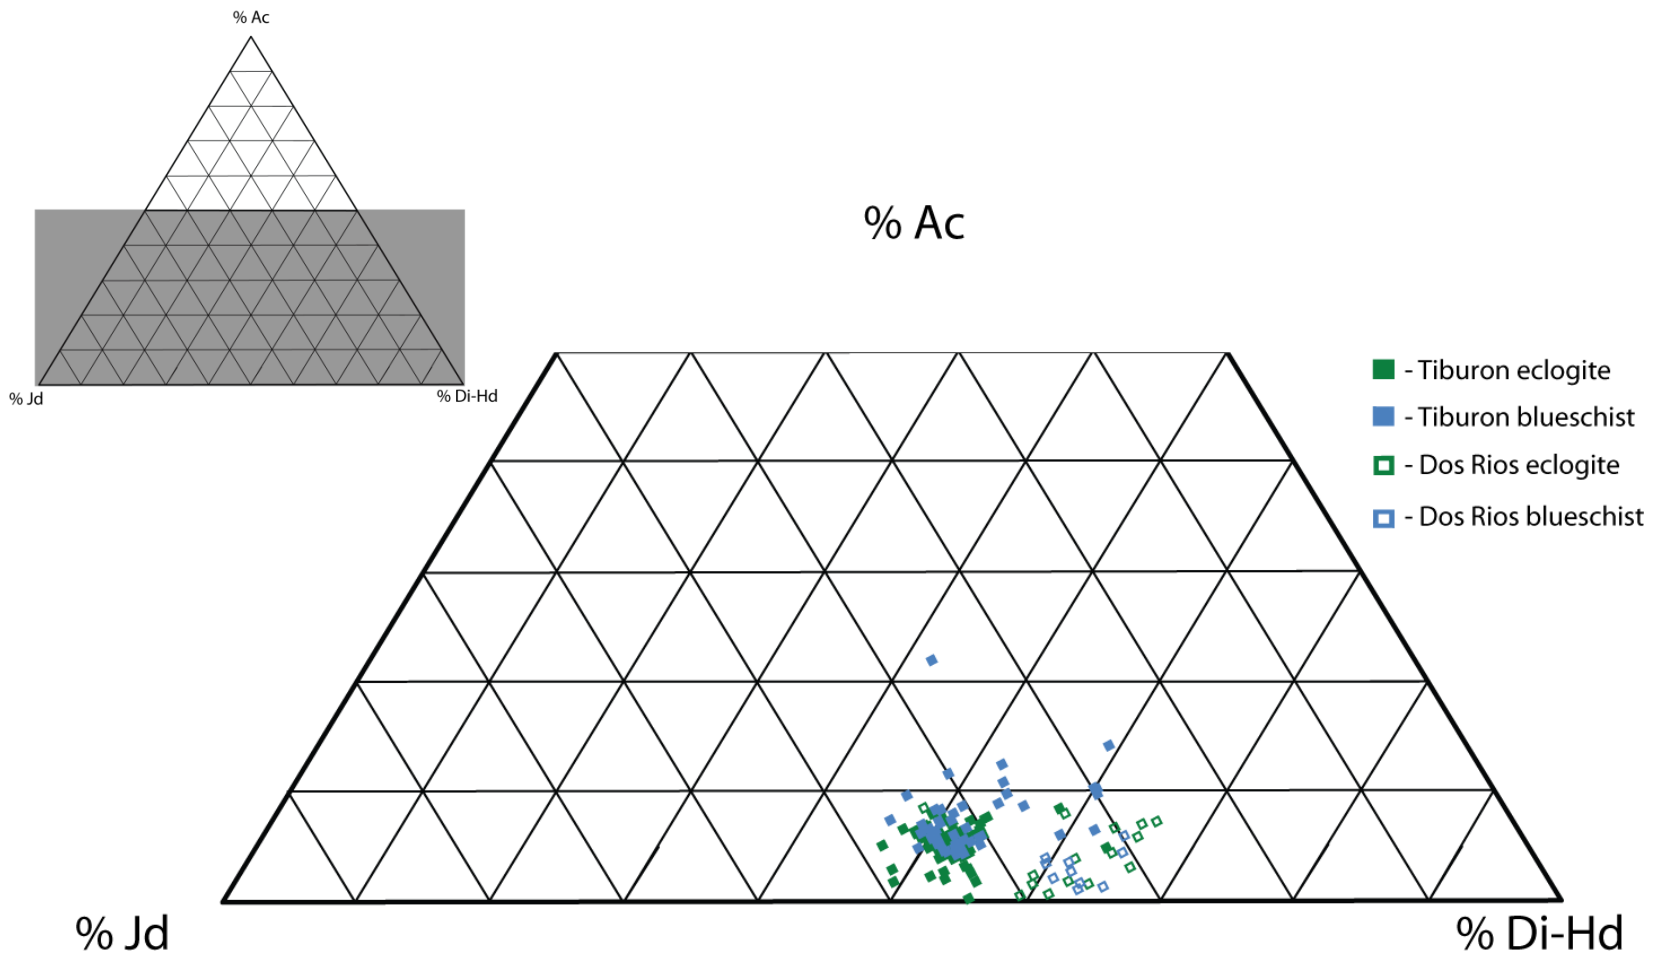 % Ac
% Jd
% Di-Hd
% Ac
- Tiburon eclogite
- Tiburon blueschist
- Dos Rios eclogite
- Dos Rios blueschist
% Jd
% Di-Hd